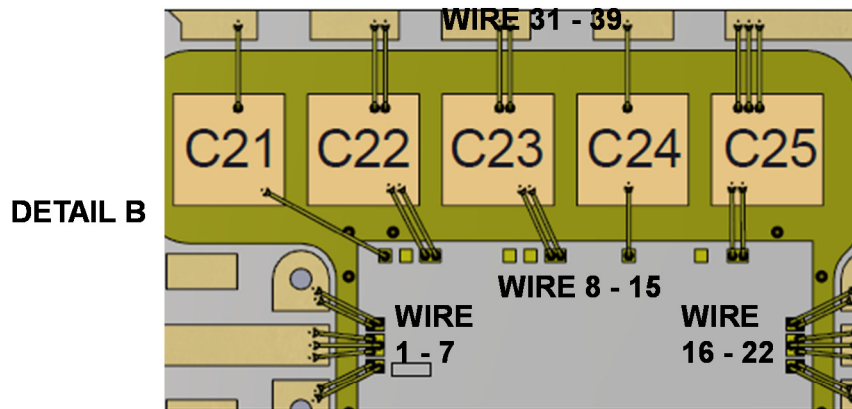 WIRE 31 - 39
C21 C22 C23 C24 C25
DETAIL B
WIRE 8 - 15
WIRE
1 - 7
WIRE
16 - 22